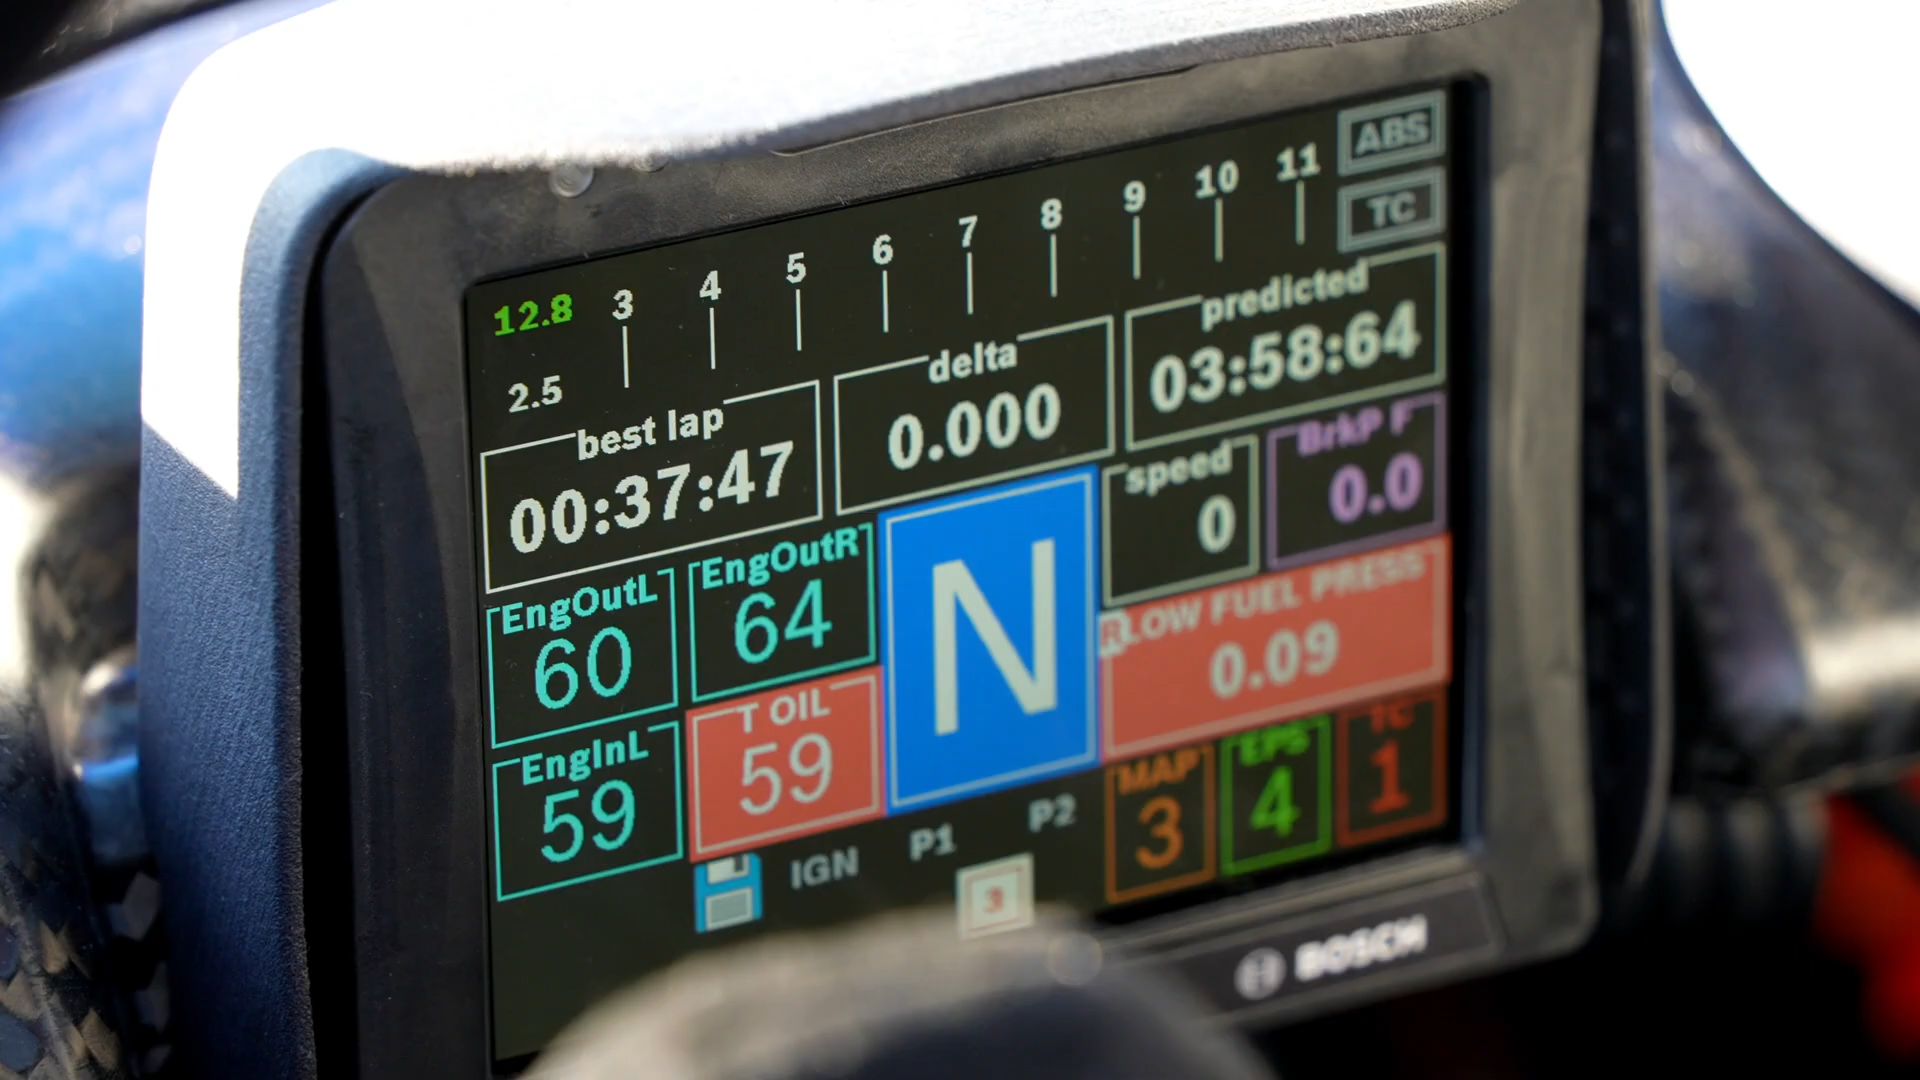 12.8 3 4 5 6 7 8 9 10 11 ABS
TC
2.5
best lap
00:37:47
delta
0.000
predicted
03:58:64
EngOutL
60
EngOutR
64
N
speed
0
BrkP F
0.0
LOW FUEL PRESS
0.09
EngInL
59
T OIL
59
MAP
3
EPS
4
TC
1
IGN P1 P2
3
BOSCH